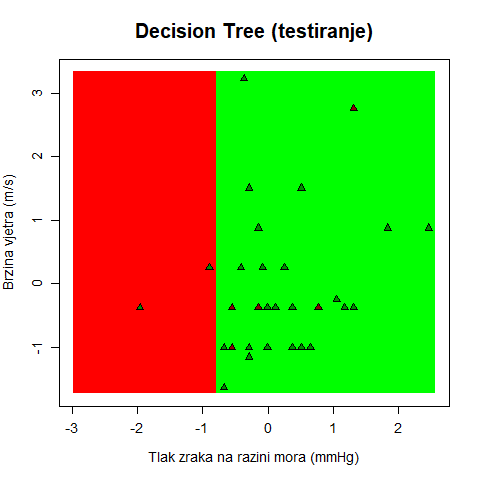 Decision Tree (testiranje)
3
2
1
0
-1
Brzina vjetra (m/s)
-3 -2 -1 0 1 2
Tlak zraka na razini mora (mmHg)